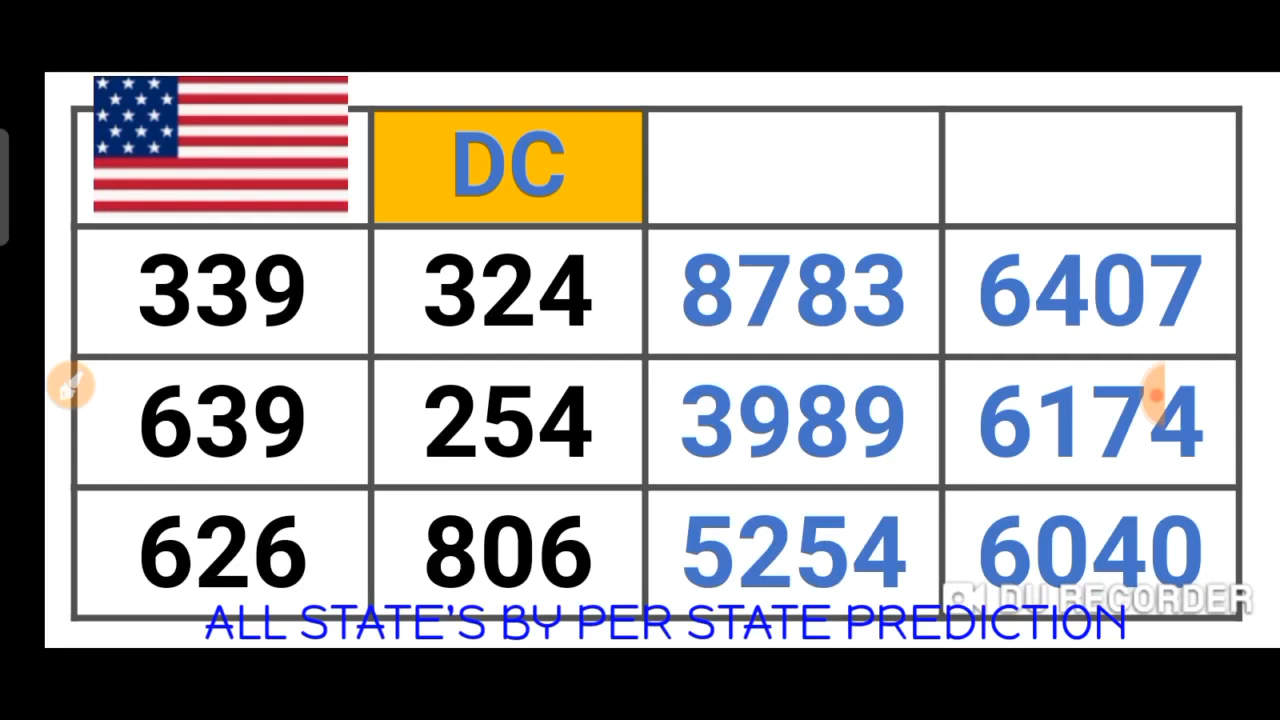 DC
339 324 8783 6407
639 254 3989 6174
626 806 5254 6040
DU RECORDER
ALL STATE'S BY PER STATE PREDICTION